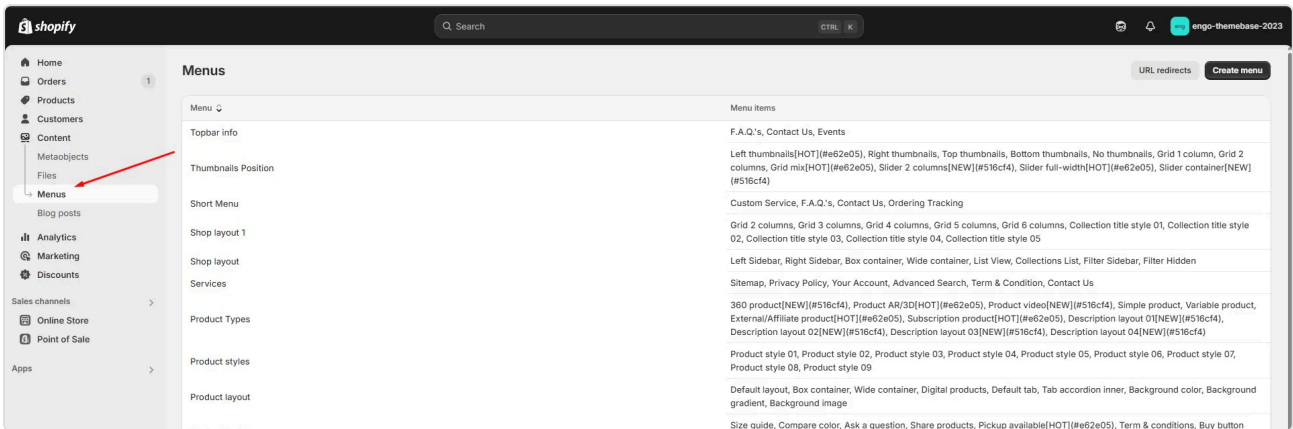 shopify
Search
CTRL K
eng
engo-themebase-2023
Home
Orders 1
Products
Customers
Content
Metaobjects
Files
Menus
Blog posts
Analytics
Marketing
Discounts
Sales channels
Online Store
Point of Sale
Apps
Menus
URL redirects
Create menu
Menu
Menu items
Topbar info
F.A.Q.'s, Contact Us, Events
Thumbnails Position
Left thumbnails[HOT](#e62e05), Right thumbnails, Top thumbnails, Bottom thumbnails, No thumbnails, Grid 1 column, Grid 2
columns, Grid mix[HOT](#e62e05), Slider 2 columns[NEW](#516cf4), Slider full-width[HOT](#e62e05), Slider container[NEW]
(#516cf4)
Short Menu
Custom Service, F.A.Q.'s, Contact Us, Ordering Tracking
Shop layout 1
Grid 2 columns, Grid 3 columns, Grid 4 columns, Grid 5 columns, Grid 6 columns, Collection title style 01, Collection title style
02, Collection title style 03, Collection title style 04, Collection title style 05
Shop layout
Left Sidebar, Right Sidebar, Box container, Wide container, List View, Collections List, Filter Sidebar, Filter Hidden
Services
Sitemap, Privacy Policy, Your Account, Advanced Search, Term & Condition, Contact Us
Product Types
360 product[NEW](#516cf4), Product AR/3D[HOT](#e62e05), Product video[NEW](#516cf4), Simple product, Variable product,
External/Affiliate product[HOT](#e62e05), Subscription product[HOT](#e62e05), Description layout 01[NEW](#516cf4),
Description layout 02[NEW](#516cf4), Description layout 03[NEW](#516cf4), Description layout 04[NEW](#516cf4)
Product styles
Product style 01, Product style 02, Product style 03, Product style 04, Product style 05, Product style 06, Product style 07,
Product style 08, Product style 09
Product layout
Default layout, Box container, Wide container, Digital products, Default tab, Tab accordion inner, Background color, Background
gradient, Background image
Size guide, Compare color, Ask a question, Share products, Pickup available[HOT](#e62e05), Term & conditions, Buy button